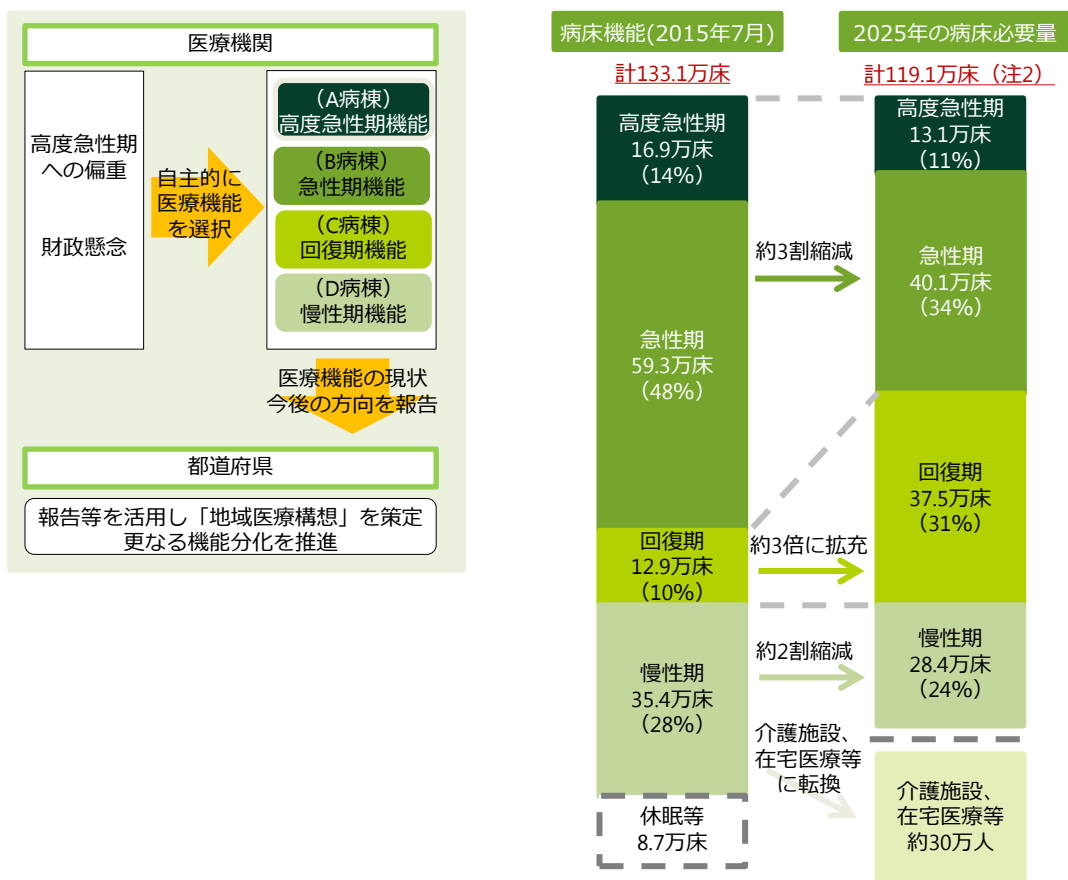 医療機関
高度急性期
への偏重
財政懸念
自主的に
医療機能
を選択
（A病棟）
高度急性期機能
（B病棟）
急性期機能
（C病棟）
回復期機能
（D病棟）
慢性期機能
医療機能の現状
今後の方向を報告
都道府県
報告等を活用し「地域医療構想」を策定
更なる機能分化を推進
病床機能(2015年7月)
計133.1万床
高度急性期
16.9万床
（14%）
急性期
59.3万床
（48%）
回復期
12.9万床
（10%）
慢性期
35.4万床
（28%）
休眠等
8.7万床
約3割縮減
約3倍に拡充
約2割縮減
介護施設、
在宅医療等
に転換
2025年の病床必要量
計119.1万床（注2）
高度急性期
13.1万床
（11%）
急性期
40.1万床
（34%）
回復期
37.5万床
（31%）
慢性期
28.4万床
（24%）
介護施設、
在宅医療等
約30万人